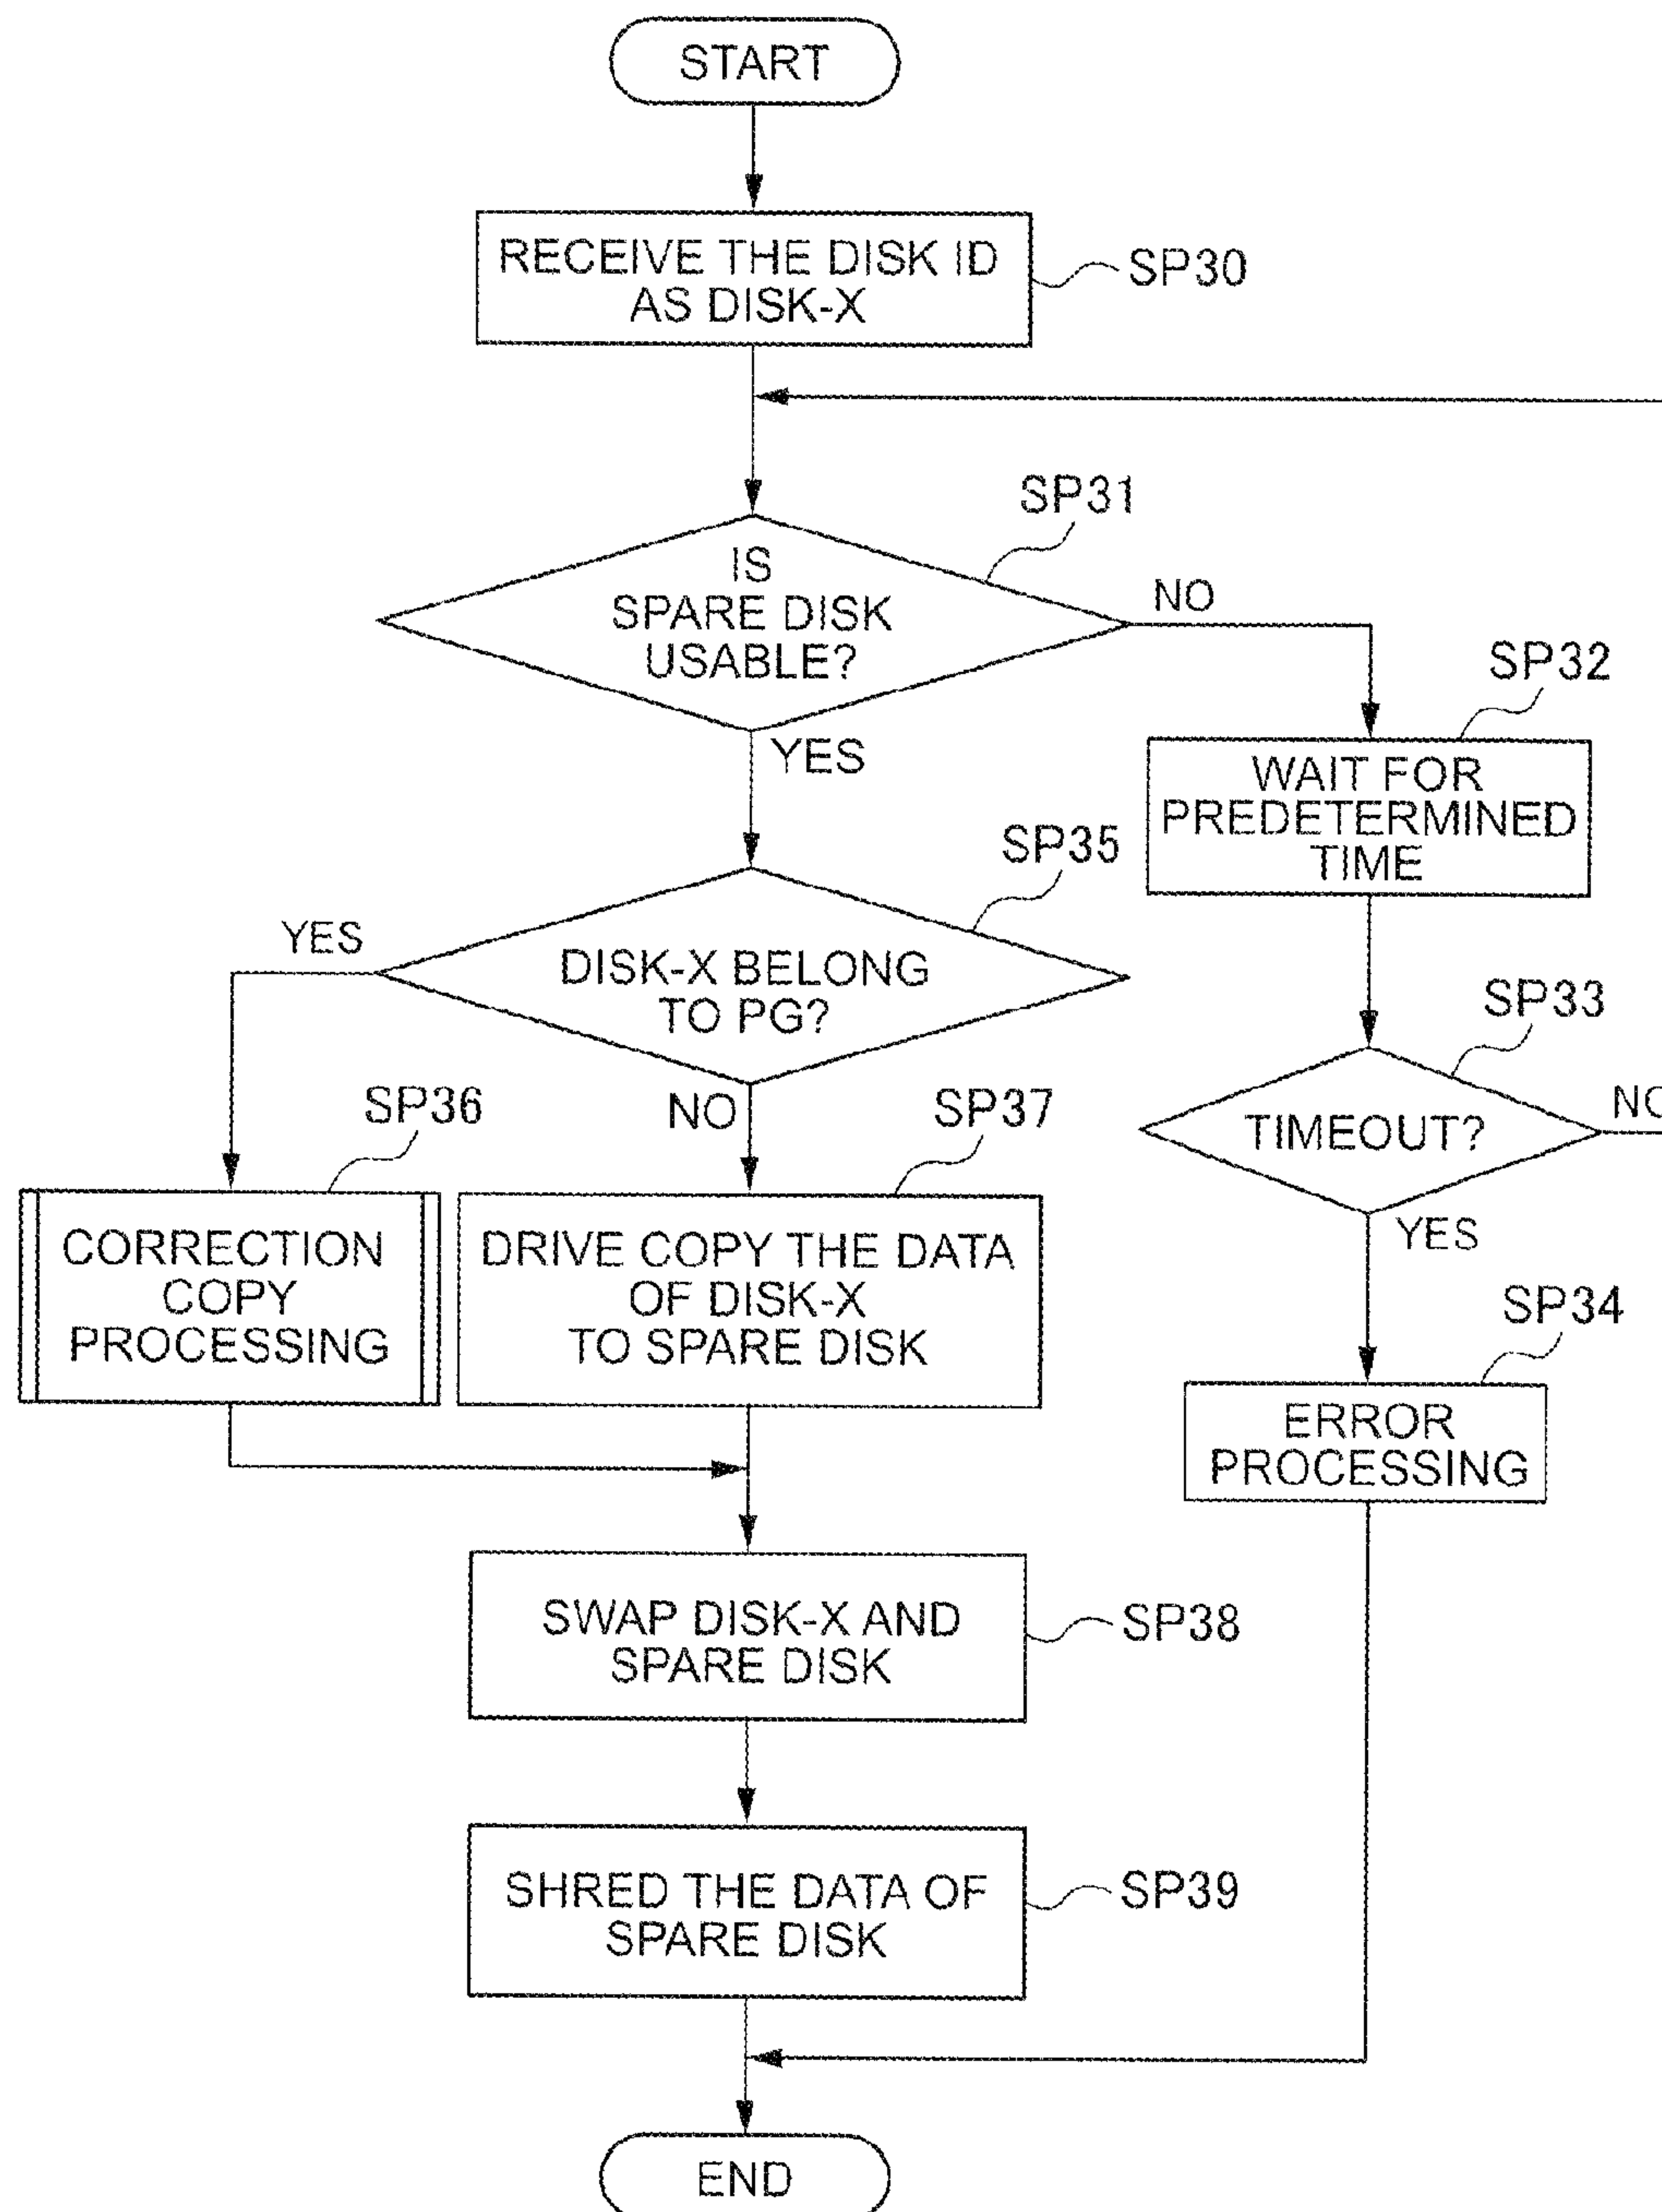 START
RECEIVE THE DISK ID
AS DISK-X
SP30
SP31
IS
SPARE DISK
USABLE?
NO
YES
SP32
WAIT FOR
PREDETERMINED
TIME
SP35
DISK-X BELONG
TO PG?
YES
NO
SP33
TIMEOUT?
NO
YES
SP36
CORRECTION
COPY
PROCESSING
SP37
DRIVE COPY THE DATA
OF DISK-X
TO SPARE DISK
SP34
ERROR
PROCESSING
SWAP DISK-X AND
SPARE DISK
SP38
SHRED THE DATA OF
SPARE DISK
SP39
END